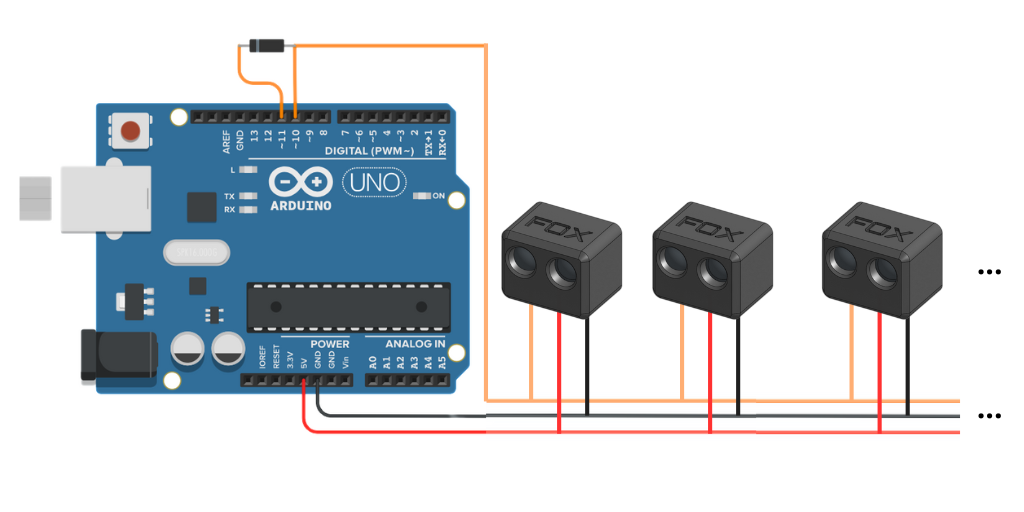 AREF
GND
13
12
~11
~10
~9
8
7
~6
~5
4
~3
2
TX→1
RX←0
DIGITAL (PWM~)
L
TX
RX
ARDUINO
UNO
ON
FOX
FOX
FOX
...
POWER
ANALOG IN
IOREF
RESET
3.3V
5V
GND
GND
Vin
A0
A1
A2
A3
A4
A5
...